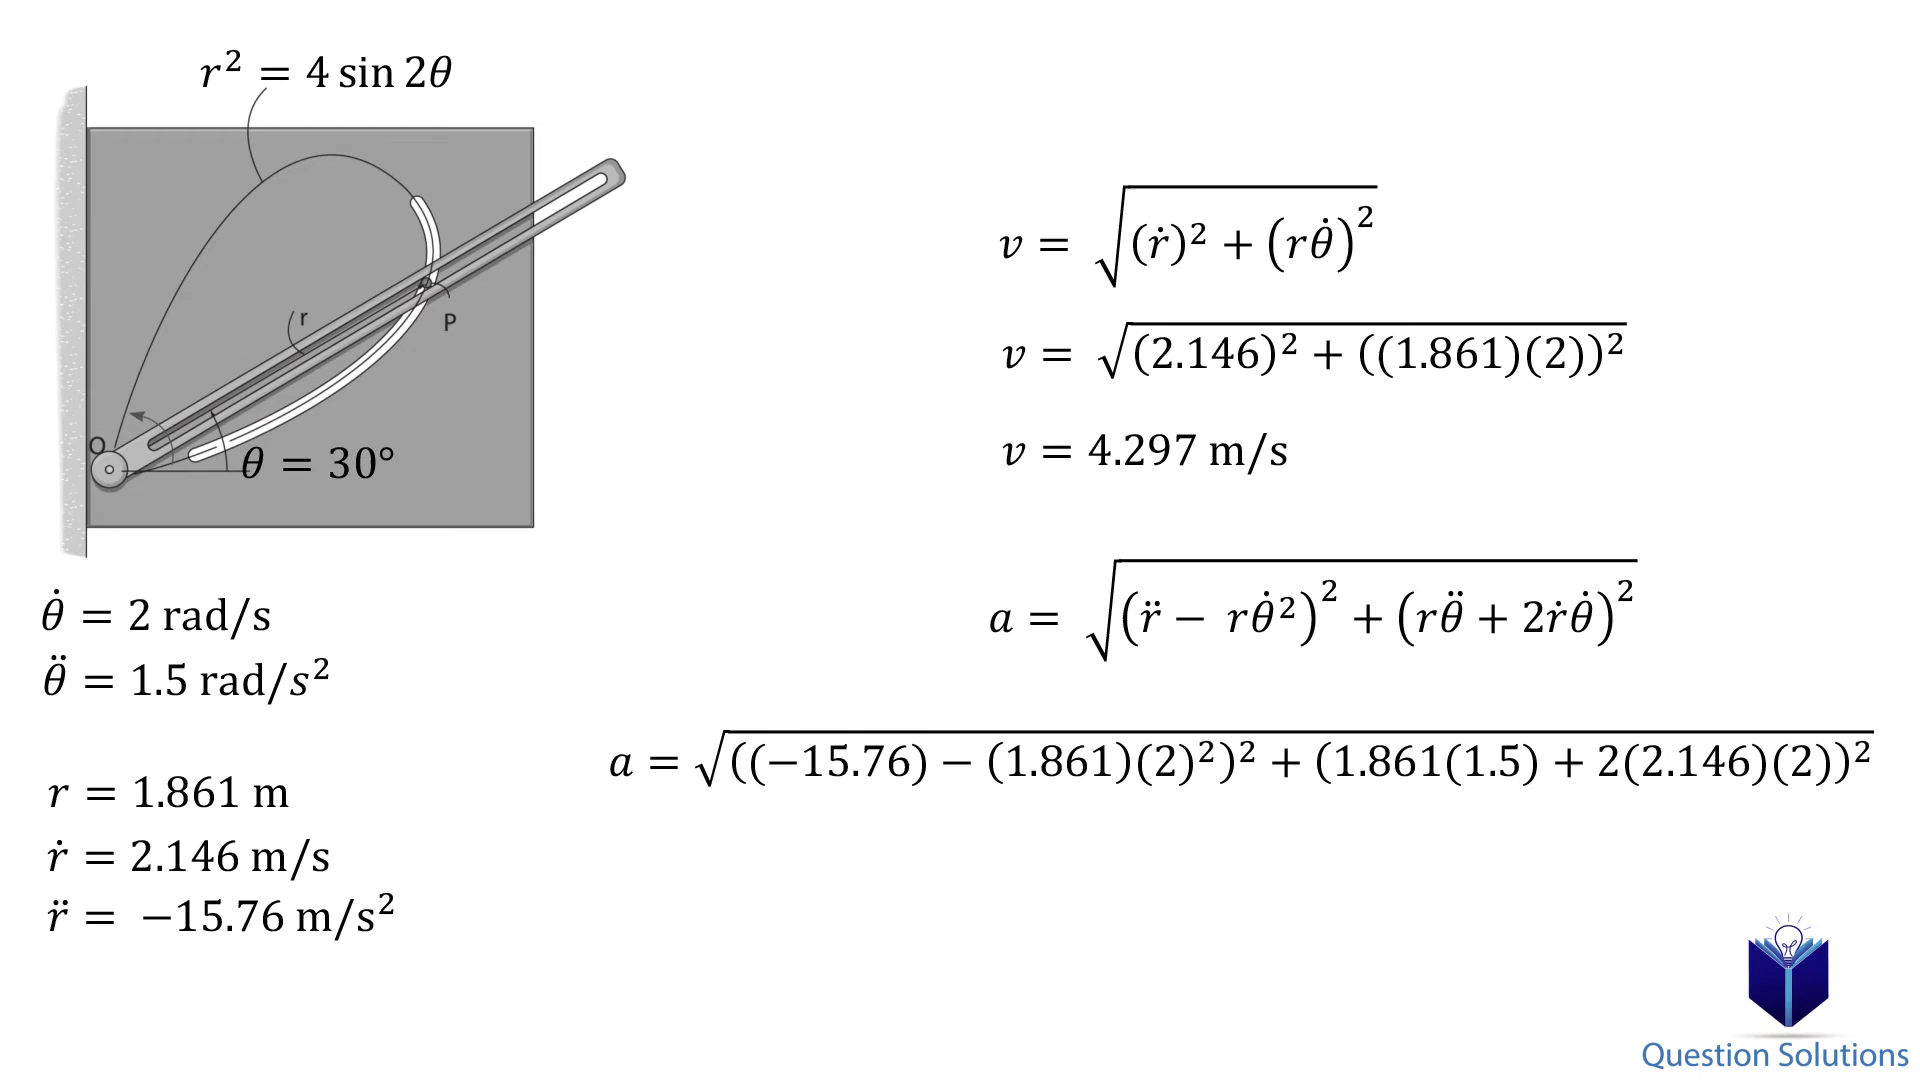 r² = 4 sin 2θ
r
P
O
θ = 30°
θ̇ = 2 rad/s
θ̈ = 1.5 rad/s²
r = 1.861 m
ṙ = 2.146 m/s
r̈ = −15.76 m/s²
v = √((ṙ)² + (rθ̇)²)
v = √((2.146)² + ((1.861)(2))²)
v = 4.297 m/s
a = √((r̈ − rθ̇²)² + (rθ̈ + 2ṙθ̇)²)
a = √(((−15.76) − (1.861)(2)²)² + (1.861(1.5) + 2(2.146)(2))²)
Question Solutions